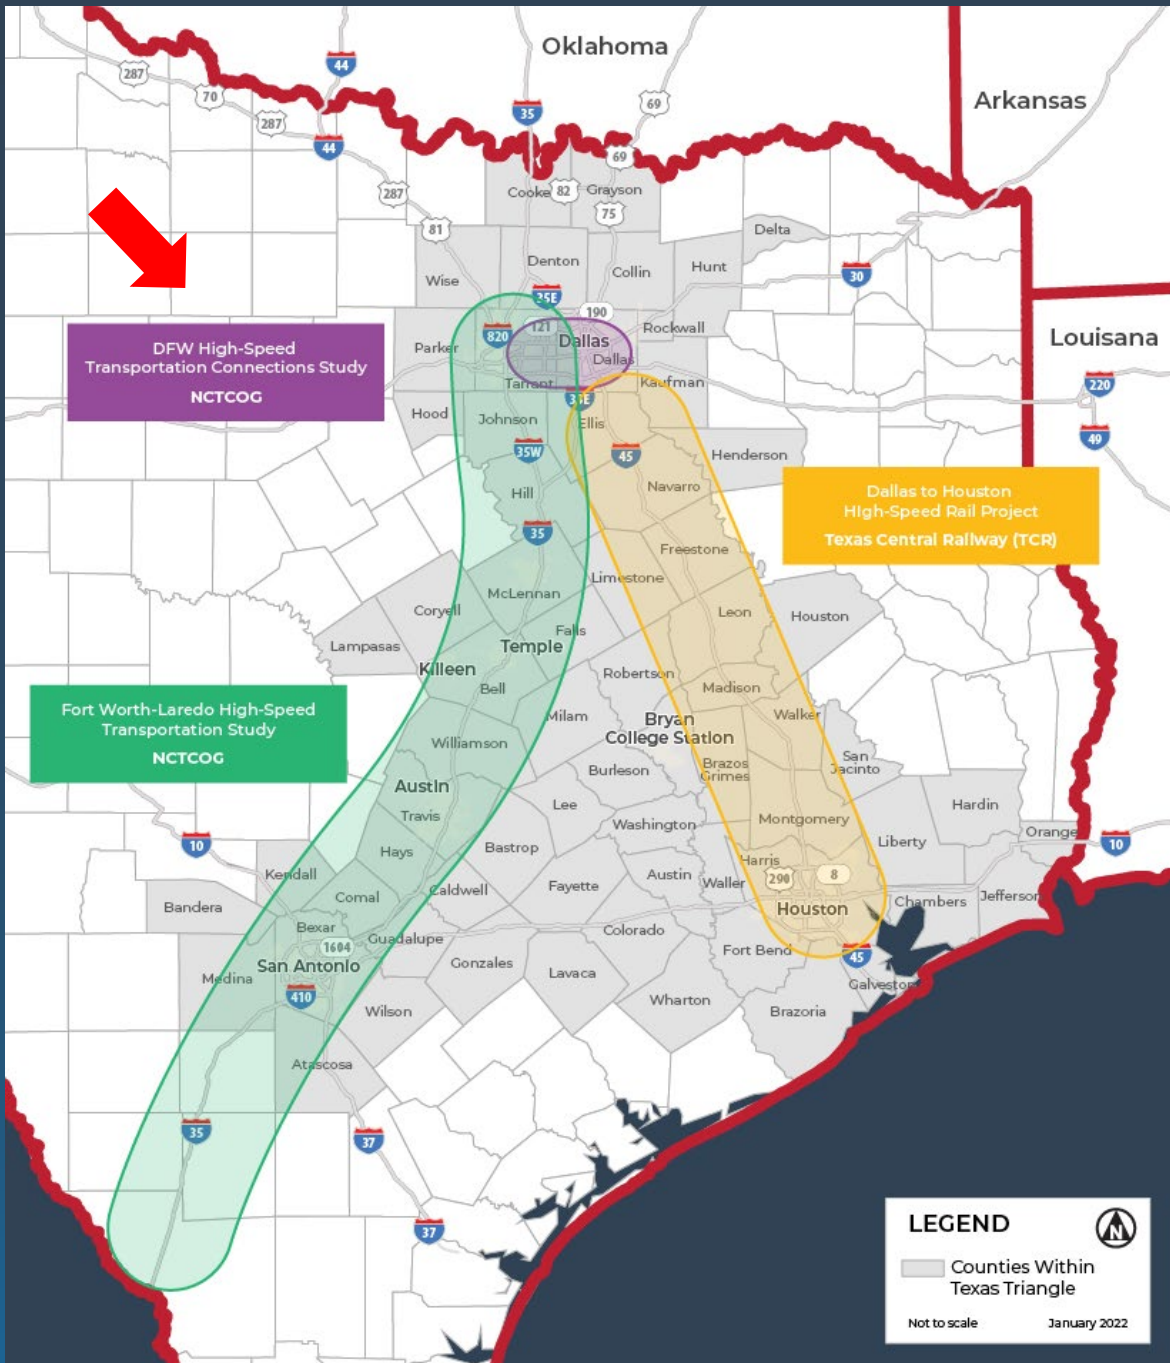 Oklahoma
Arkansas
Louisiana
44
287
70
287
44
35
69
69
287
Cooke
82
Grayson
75
81
Delta
Denton
Collin
Hunt
Wise
30
35E
190
820
121
Rockwall
Dallas
Dallas
Parker
Tarrant
Kaufman
220
49
DFW High-Speed
Transportation Connections Study
NCTCOG
Hood
Johnson
35E
Ellis
35W
45
Henderson
Hill
Navarro
Dallas to Houston
High-Speed Rail Project
Texas Central Railway (TCR)
35
Freestone
Limestone
McLennan
Coryell
Leon
Houston
Falls
Lampasas
Temple
Killeen
Robertson
Bell
Madison
Fort Worth-Laredo High-Speed
Transportation Study
NCTCOG
Milam
Bryan
College Station
Walker
Williamson
San
Jacinto
Burleson
Brazos
Grimes
Austin
Lee
Hardin
Travis
Washington
Montgomery
Orange
10
Liberty
10
Hays
Bastrop
Harris
Kendall
Austin
Waller
290
8
Caldwell
Fayette
Comal
Bandera
Houston
Chambers
Jefferson
Bexar
1604
Guadalupe
Colorado
Fort Bend
45
San Antonio
Gonzales
Medina
Lavaca
Galveston
410
Wilson
Wharton
Brazoria
Atascosa
35
37
37
LEGEND
N
Counties Within
Texas Triangle
Not to scale
January 2022